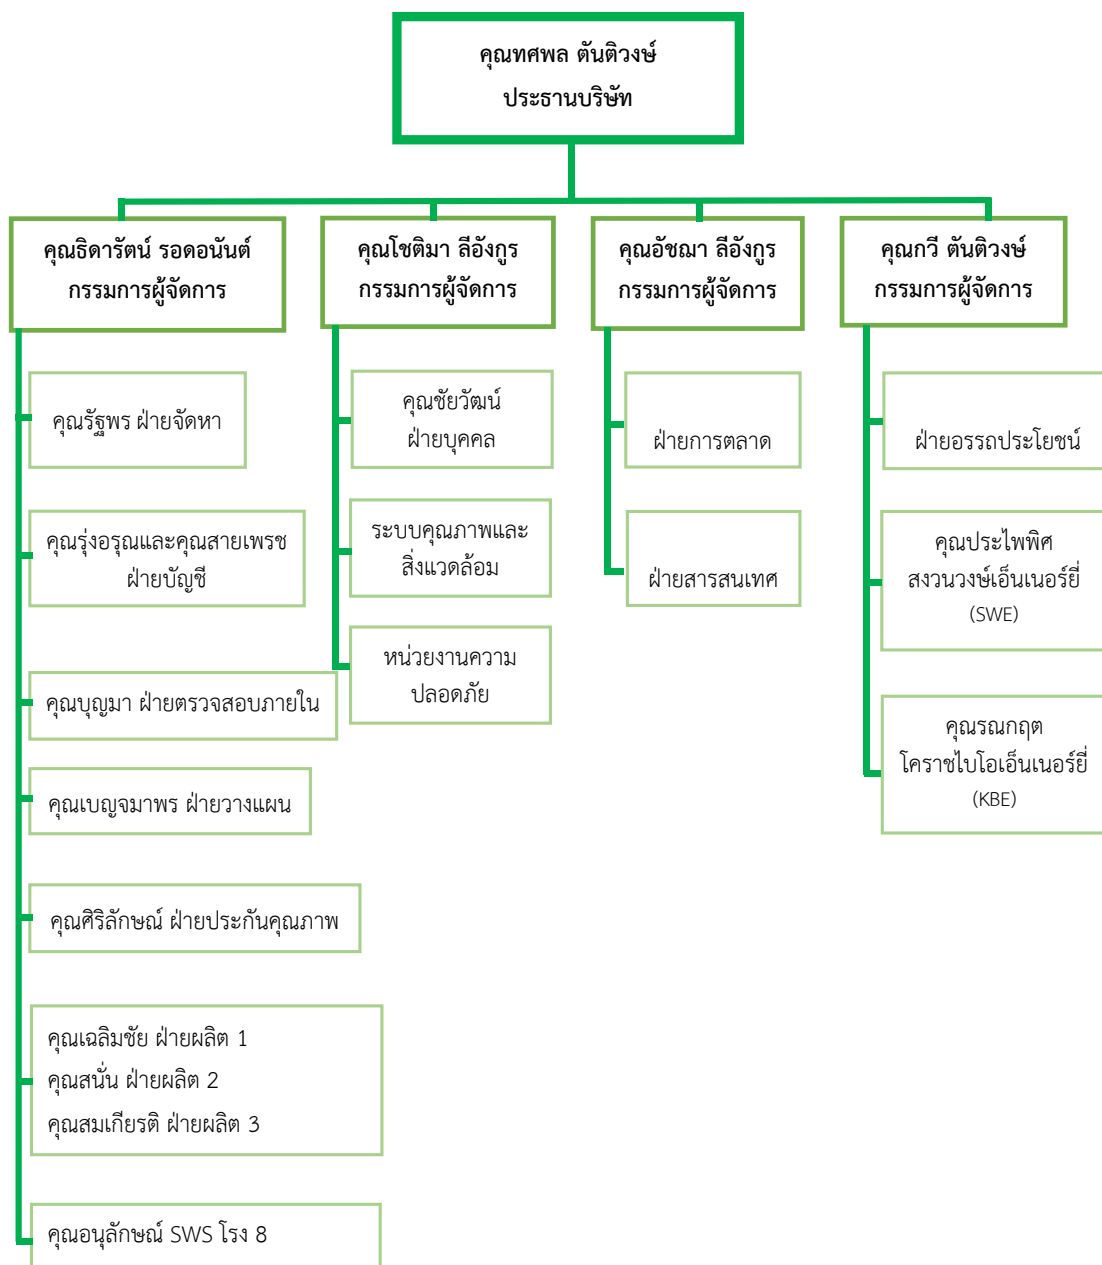 คุณทศพล ตันติวงษ์
ประธานบริษัท
คุณธิดารัตน์ รอดอนันต์
กรรมการผู้จัดการ
คุณโชติมา ลีอังกูร
กรรมการผู้จัดการ
คุณอัชฌา ลีอังกูร
กรรมการผู้จัดการ
คุณกวี ตันติวงษ์
กรรมการผู้จัดการ
คุณรัฐพร ฝ่ายจัดหา
คุณรุ่งอรุณและคุณสายเพรช
ฝ่ายบัญชี
คุณบุญมา ฝ่ายตรวจสอบภายใน
คุณเบญจมาพร ฝ่ายวางแผน
คุณศิริลักษณ์ ฝ่ายประกันคุณภาพ
คุณเฉลิมชัย ฝ่ายผลิต 1
คุณสนั่น ฝ่ายผลิต 2
คุณสมเกียรติ ฝ่ายผลิต 3
คุณอนุลักษณ์ SWS โรง 8
คุณชัยวัฒน์
ฝ่ายบุคคล
ระบบคุณภาพและ
สิ่งแวดล้อม
หน่วยงานความ
ปลอดภัย
ฝ่ายการตลาด
ฝ่ายสารสนเทศ
ฝ่ายอรรถประโยชน์
คุณประไพพิศ
สงวนวงษ์เอ็นเนอร์ยี่
(SWE)
คุณรณกฤต
โคราชไบโอเอ็นเนอร์ยี่
(KBE)